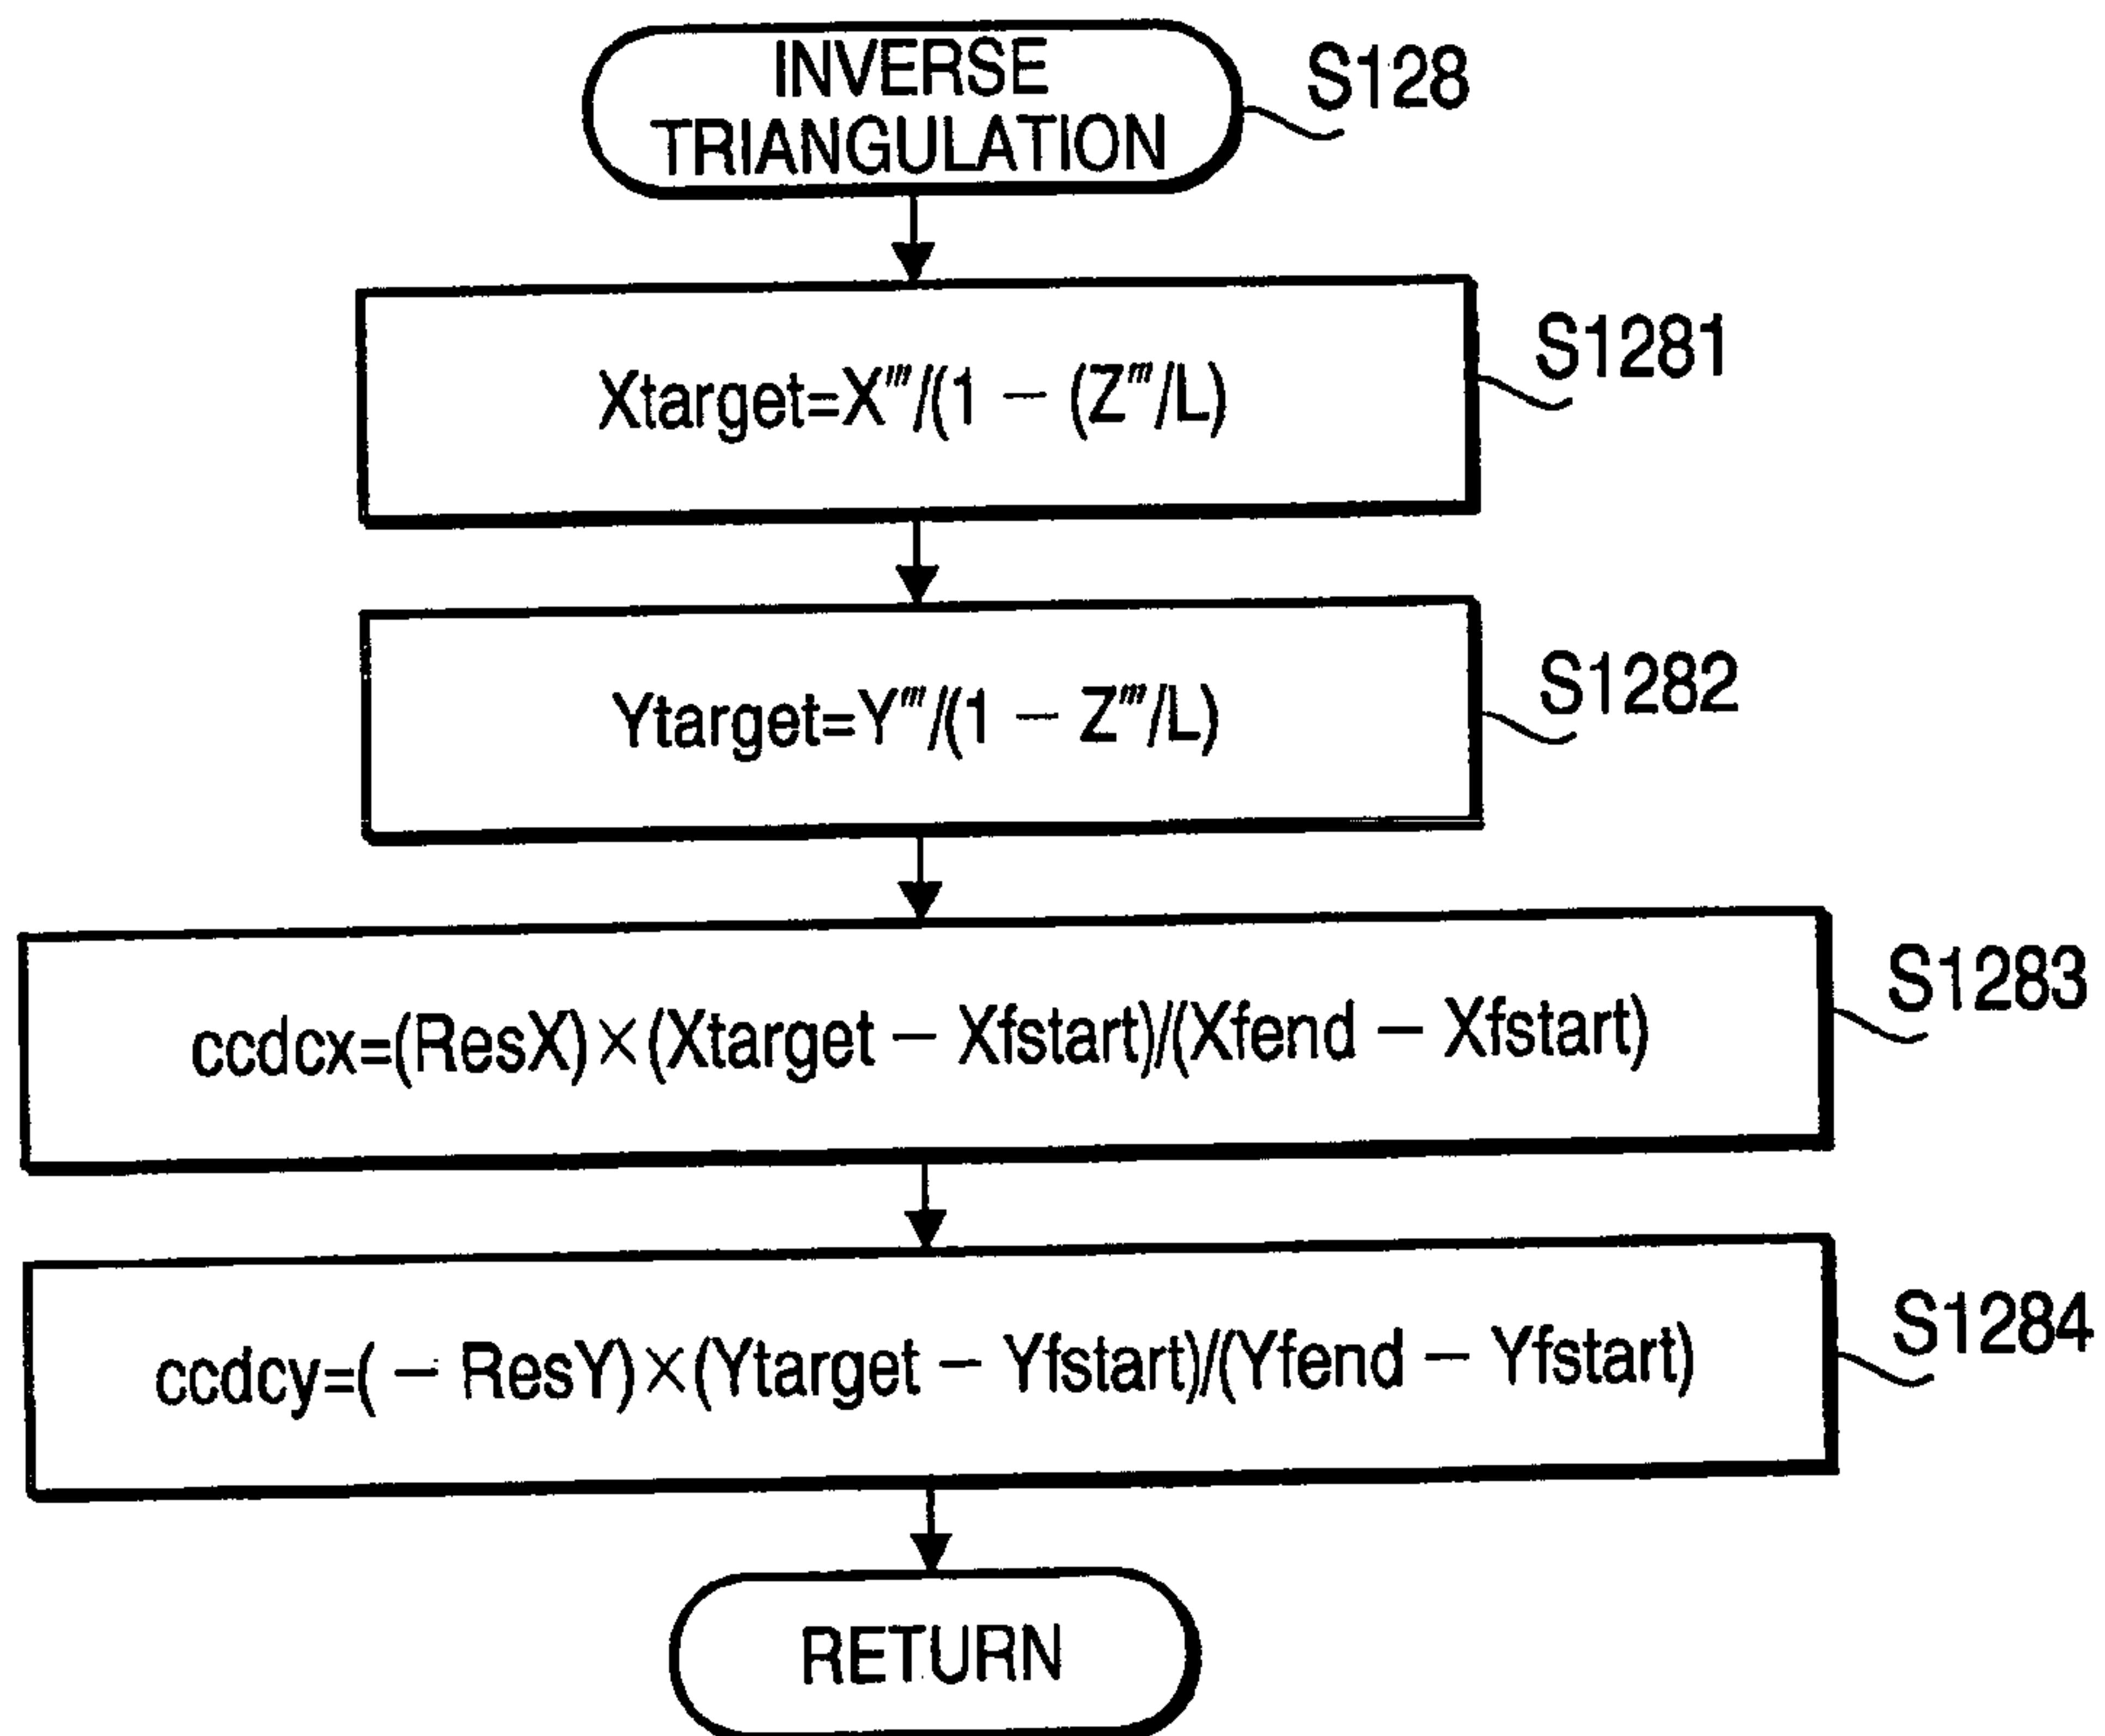 INVERSE
TRIANGULATION
S128
Xtarget=X‴/(1 − (Z‴/L)
S1281
Ytarget=Y‴/(1 − Z‴/L)
S1282
ccdcx=(ResX)×(Xtarget − Xfstart)/(Xfend − Xfstart)
S1283
ccdcy=( − ResY)×(Ytarget − Yfstart)/(Yfend − Yfstart)
S1284
RETURN